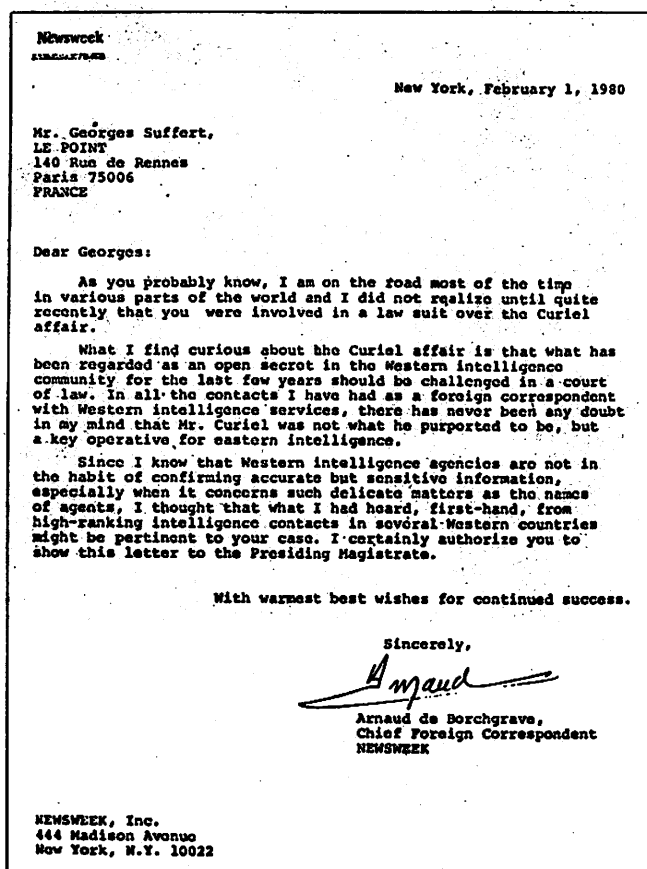 Newsweek
New York, February 1, 1980
Mr. Georges Suffert,
LE POINT
140 Rue de Rennes
Paris 75006
FRANCE
Dear Georges:
As you probably know, I am on the road most of the time
in various parts of the world and I did not realize until quite
recently that you were involved in a law suit over the Curiel
affair.
What I find curious about bhe Curiel affair is that what has
been regarded as an open secret in the Western intelligence
community for the last few years should be challenged in a court
of law. In all the contacts I have had as a foreign correspondent
with Western intelligence services, there has never been any doubt
in my mind that Mr. Curiel was not what he purported to be, but
a key operative for eastern intelligence.
Since I know that Western intelligence agencies are not in
the habit of confirming accurate but sensitive information,
especially when it concerns such delicate matters as the names
of agents, I thought that what I had heard, first-hand, from
high-ranking intelligence contacts in several Western countries
might be pertinent to your case. I certainly authorize you to
show this letter to the Presiding Magistrate.
With warmest best wishes for continued success.
Sincerely,
Arnaud
Arnaud de Borchgrave,
Chief Foreign Correspondent
NEWSWEEK
NEWSWEEK, Inc.
444 Madison Avenue
New York, N.Y. 10022